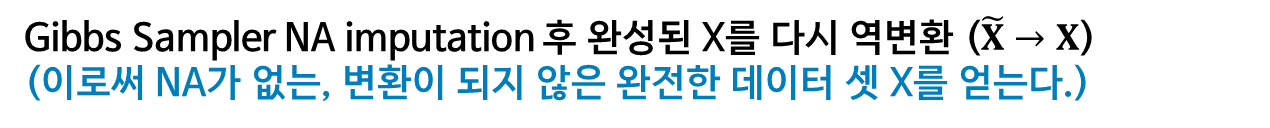 Gibbs Sampler NA imputation 후 완성된 X를 다시 역변환 (X̃ → X)
(이로써 NA가 없는, 변환이 되지 않은 완전한 데이터 셋 X를 얻는다.)